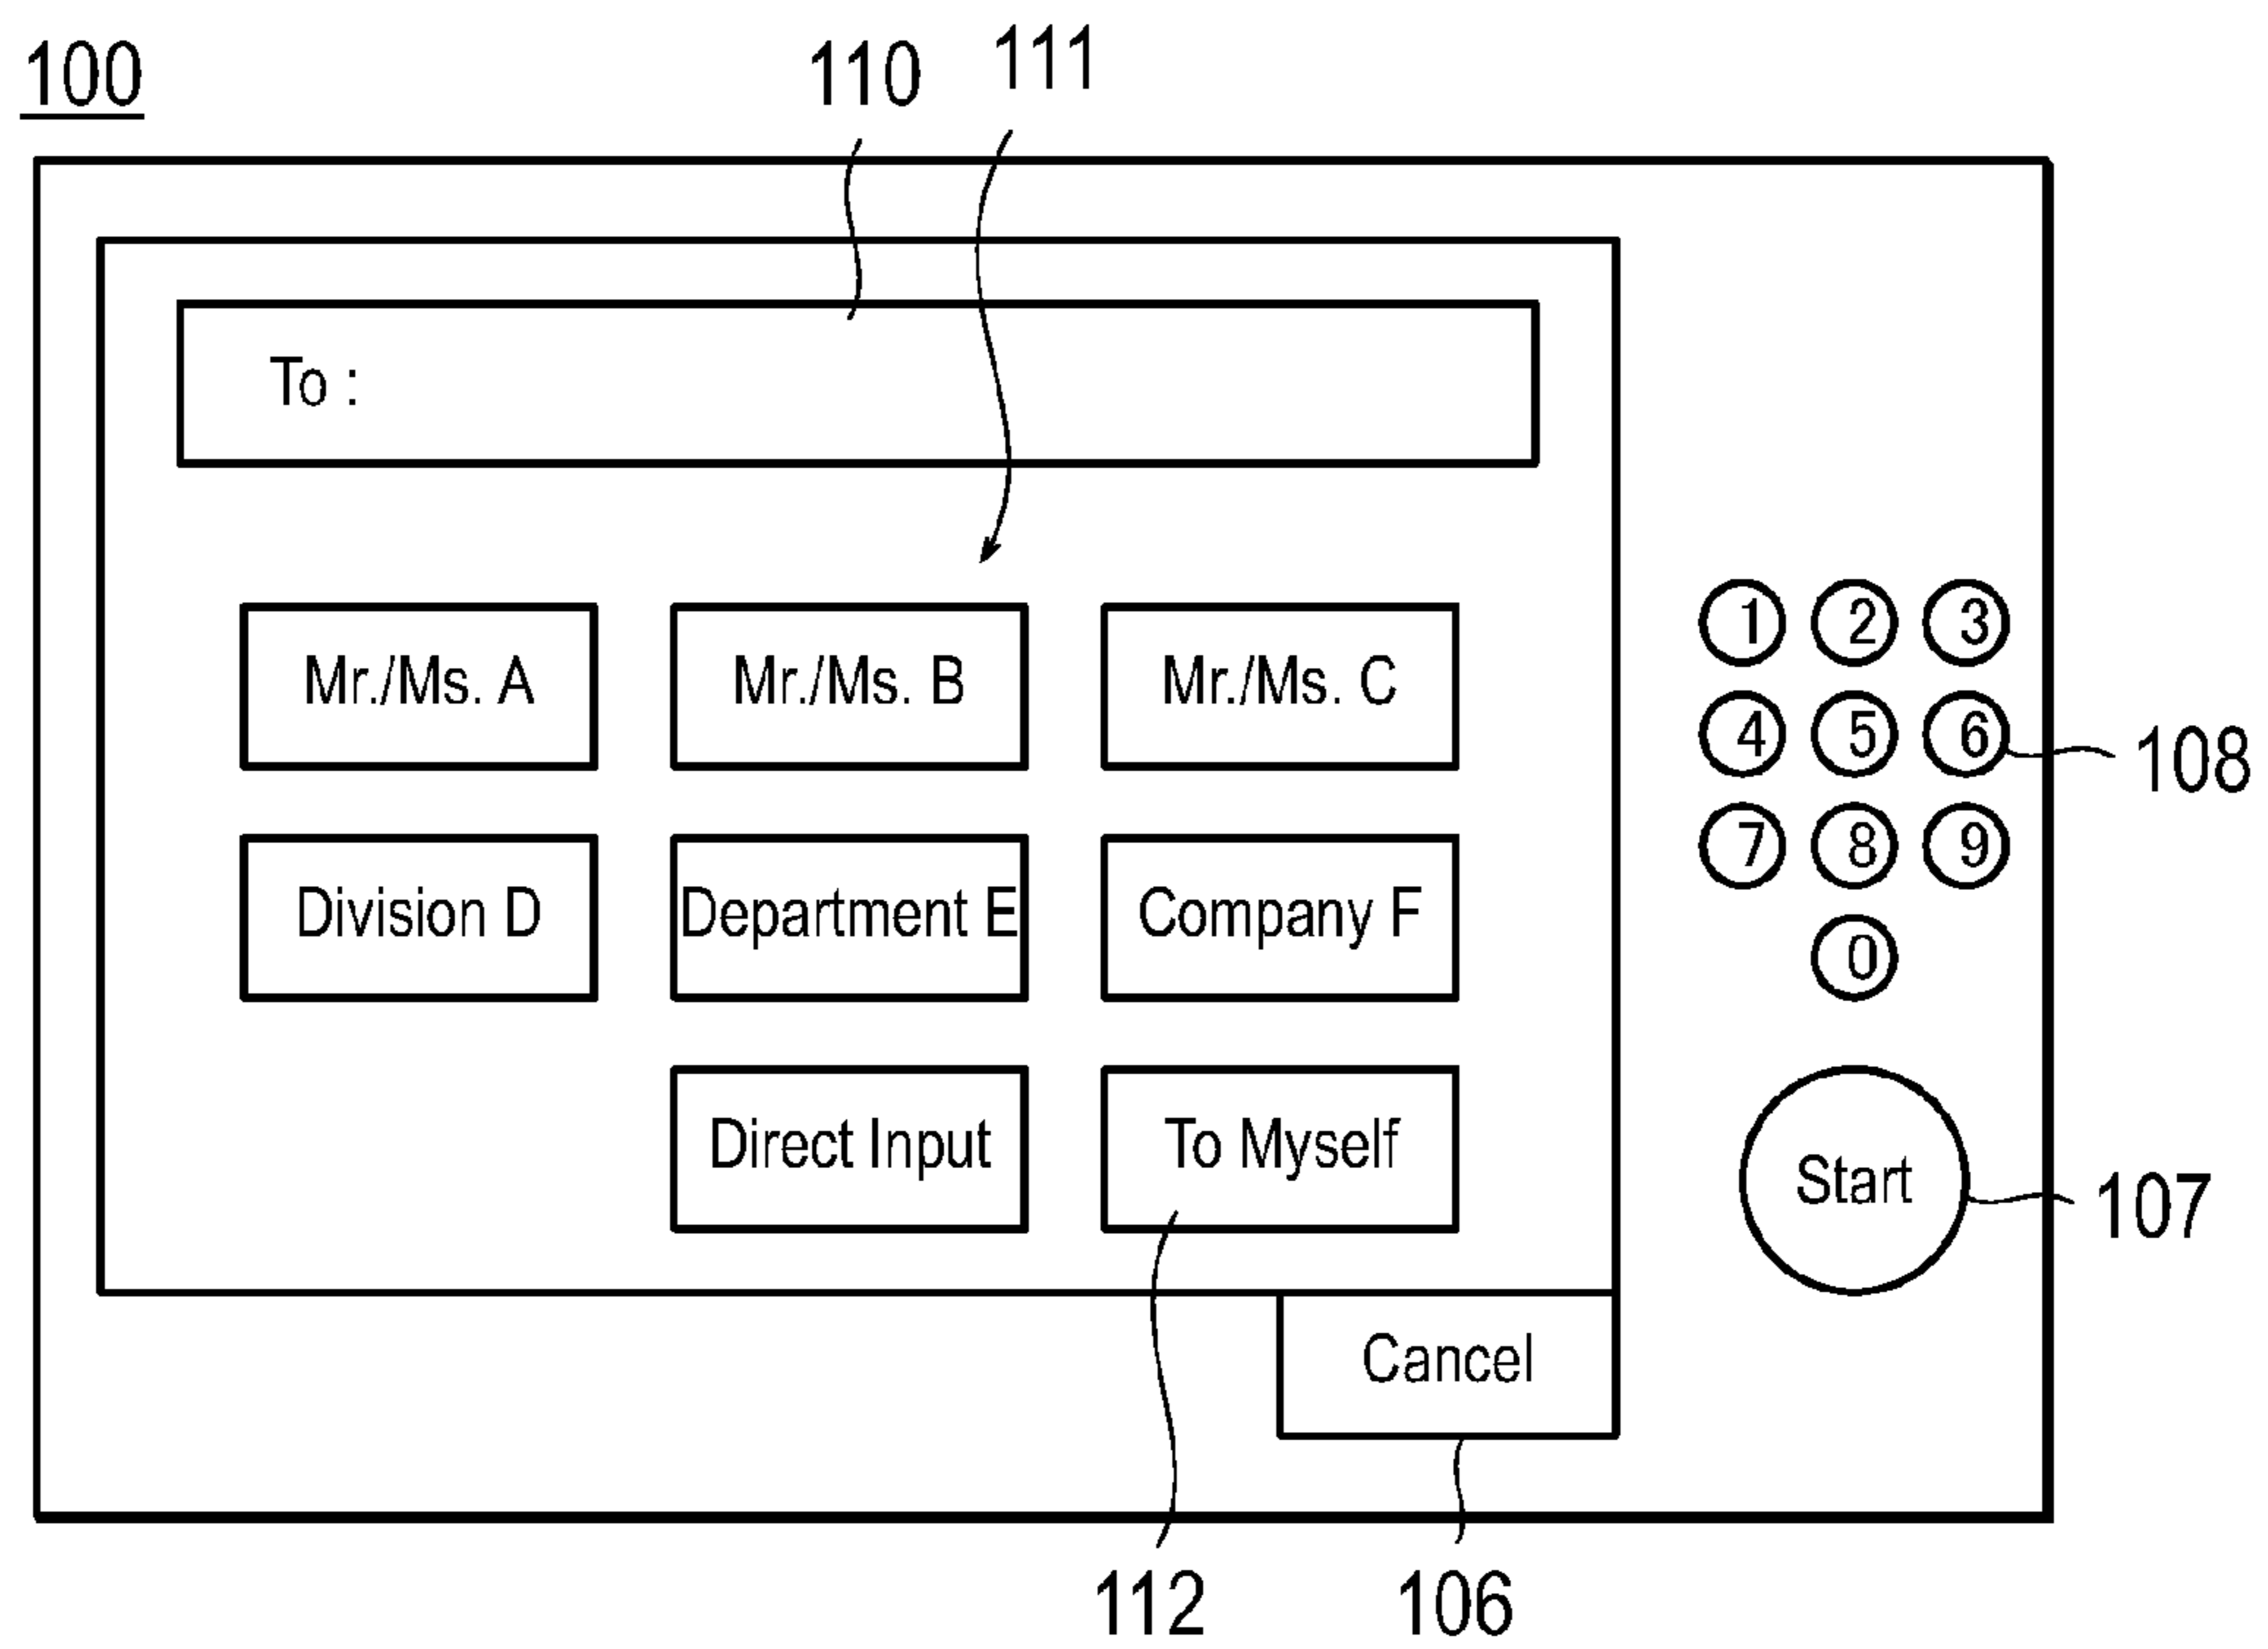 100
110
111
To :
Mr./Ms. A
Mr./Ms. B
Mr./Ms. C
1 2 3
4 5 6
108
7 8 9
Division D
Department E
Company F
0
Direct Input
To Myself
Start
107
Cancel
112
106